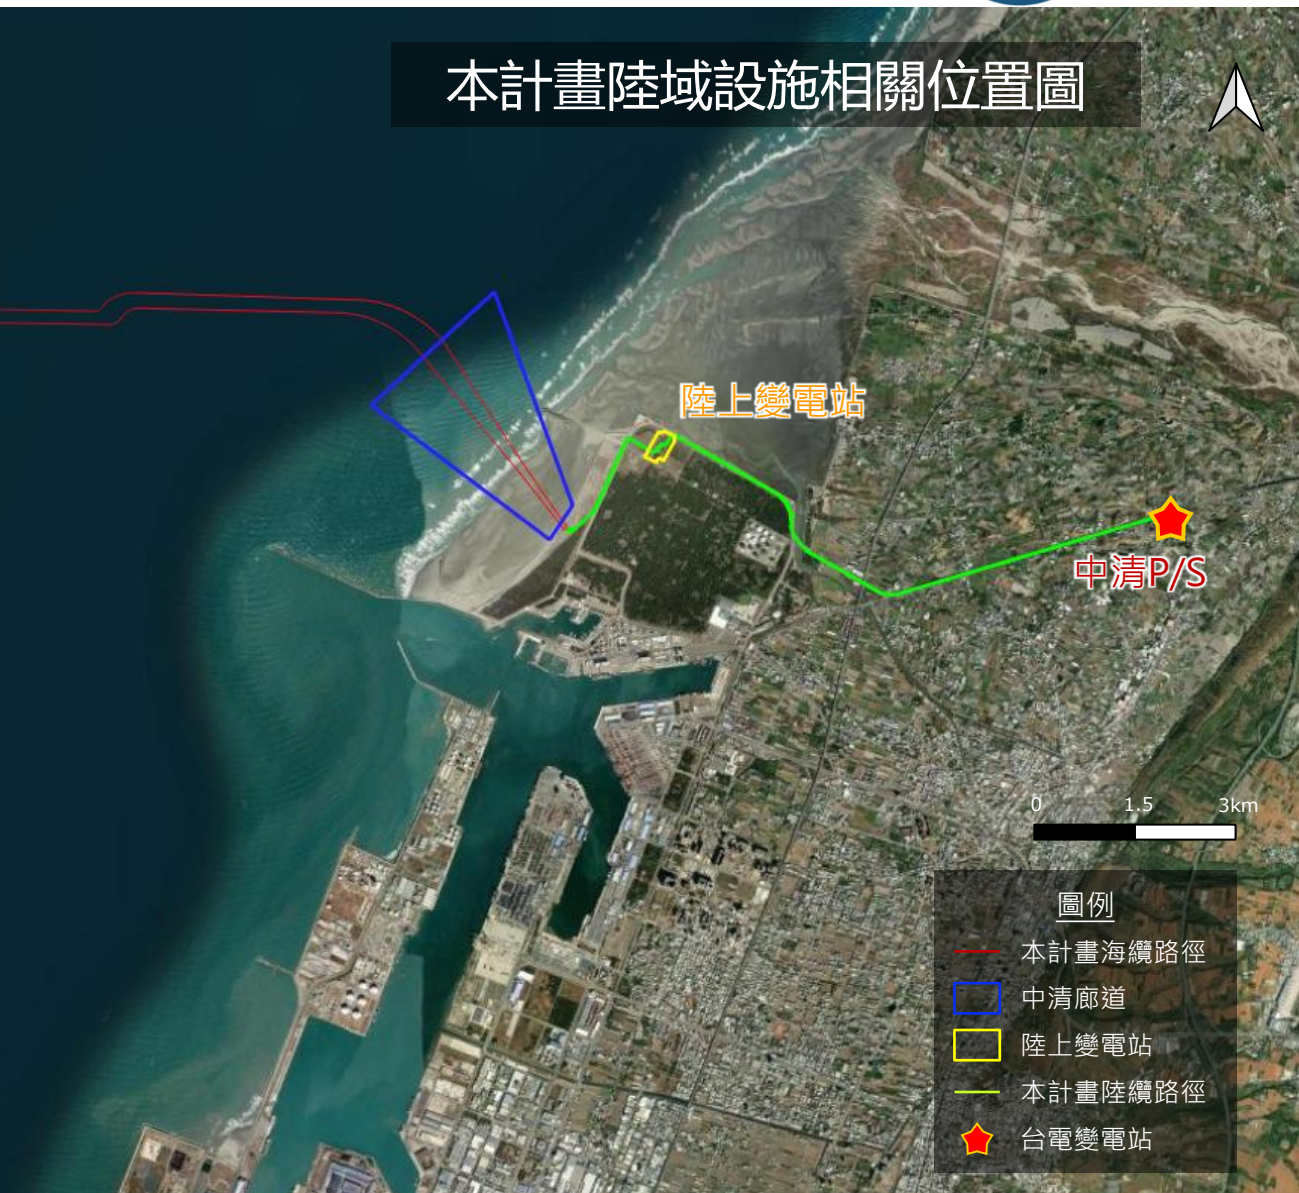 本計畫陸域設施相關位置圖
陸上變電站
中清P/S
0 1.5 3km
圖例
本計畫海纜路徑
中清廊道
陸上變電站
本計畫陸纜路徑
台電變電站